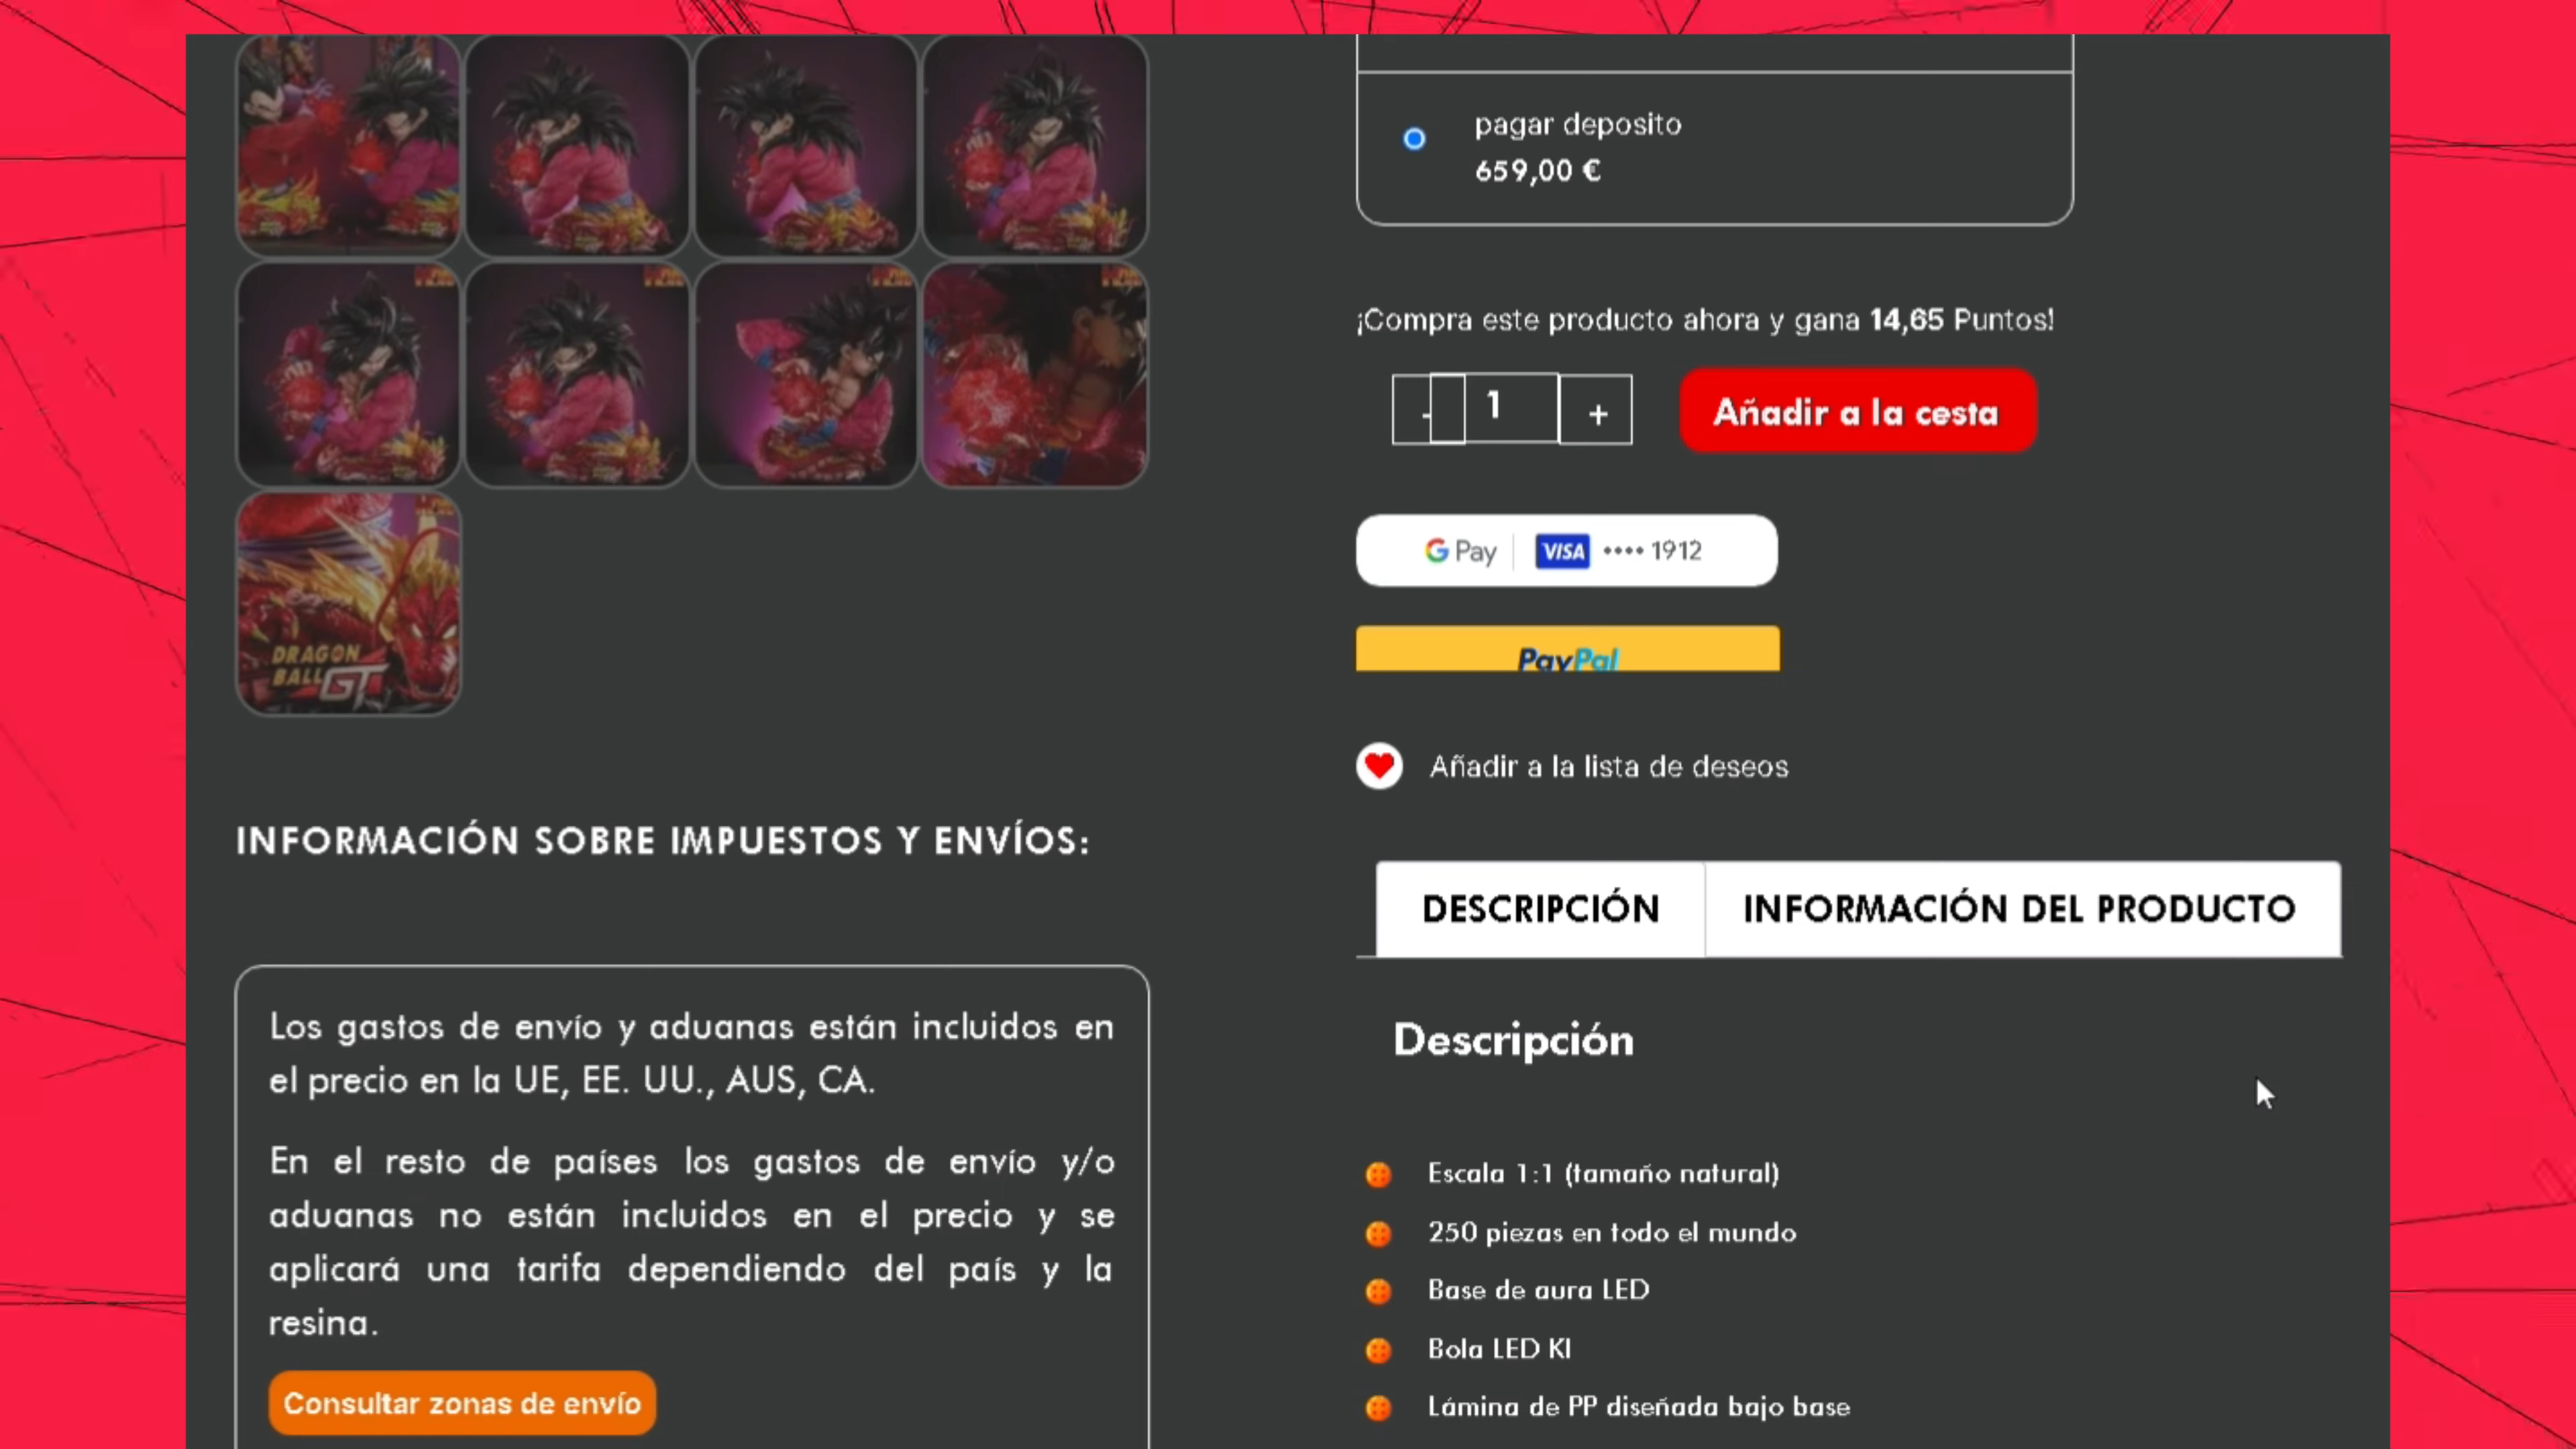 pagar deposito
659,00 €
¡Compra este producto ahora y gana 14,65 Puntos!
- 1 +
Añadir a la cesta
G Pay VISA •••• 1912
PayPal
Añadir a la lista de deseos
DRAGON
BALL GT
INFORMACIÓN SOBRE IMPUESTOS Y ENVÍOS:
Los gastos de envío y aduanas están incluidos en
el precio en la UE, EE. UU., AUS, CA.
En el resto de países los gastos de envío y/o
aduanas no están incluidos en el precio y se
aplicará una tarifa dependiendo del país y la
resina.
Consultar zonas de envío
DESCRIPCIÓN
INFORMACIÓN DEL PRODUCTO
Descripción
Escala 1:1 (tamaño natural)
250 piezas en todo el mundo
Base de aura LED
Bola LED KI
Lámina de PP diseñada bajo base